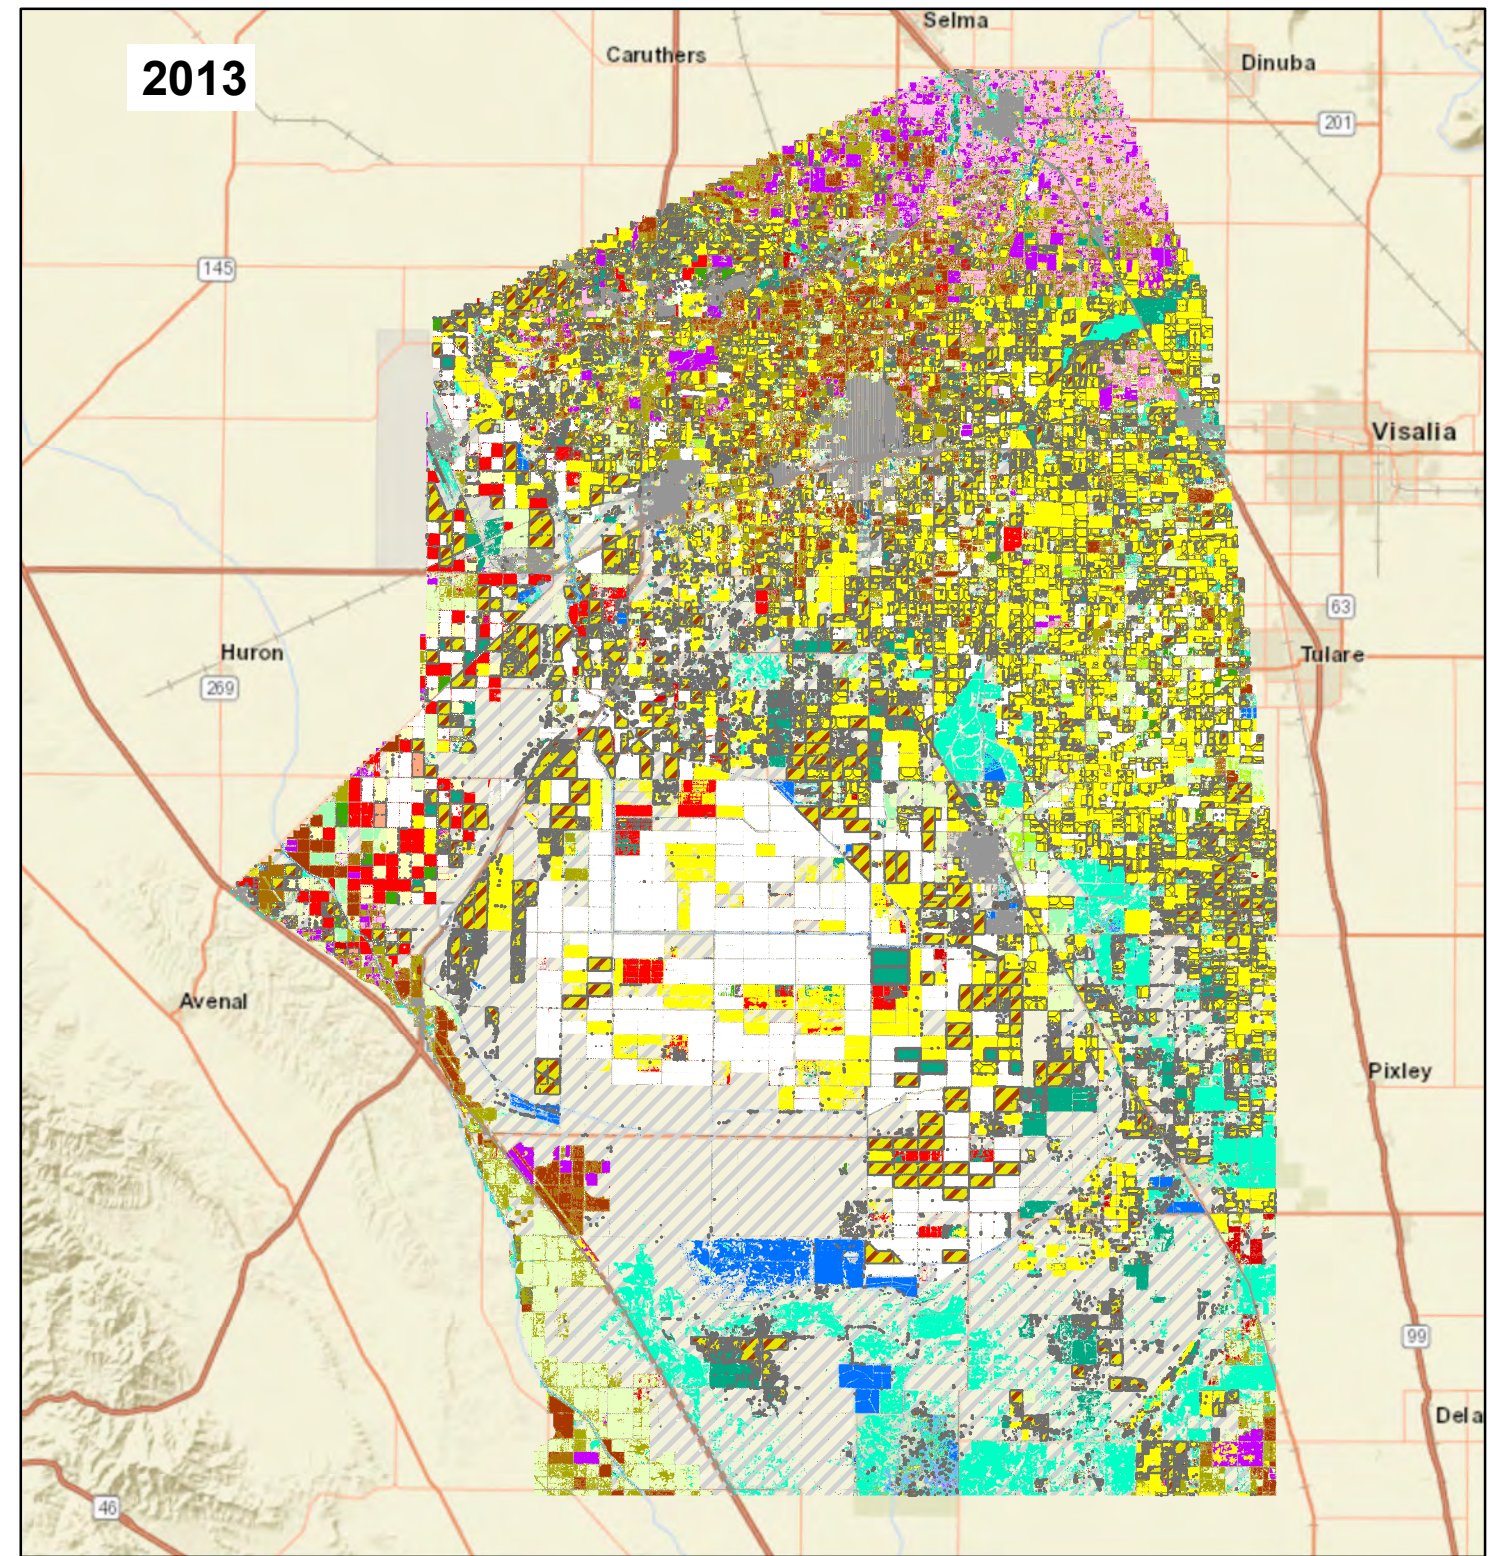 Selma
Caruthers
Dinuba
2013
201
145
Visalia
63
Huron
Tulare
269
Avenal
Pixley
99
Dela
46